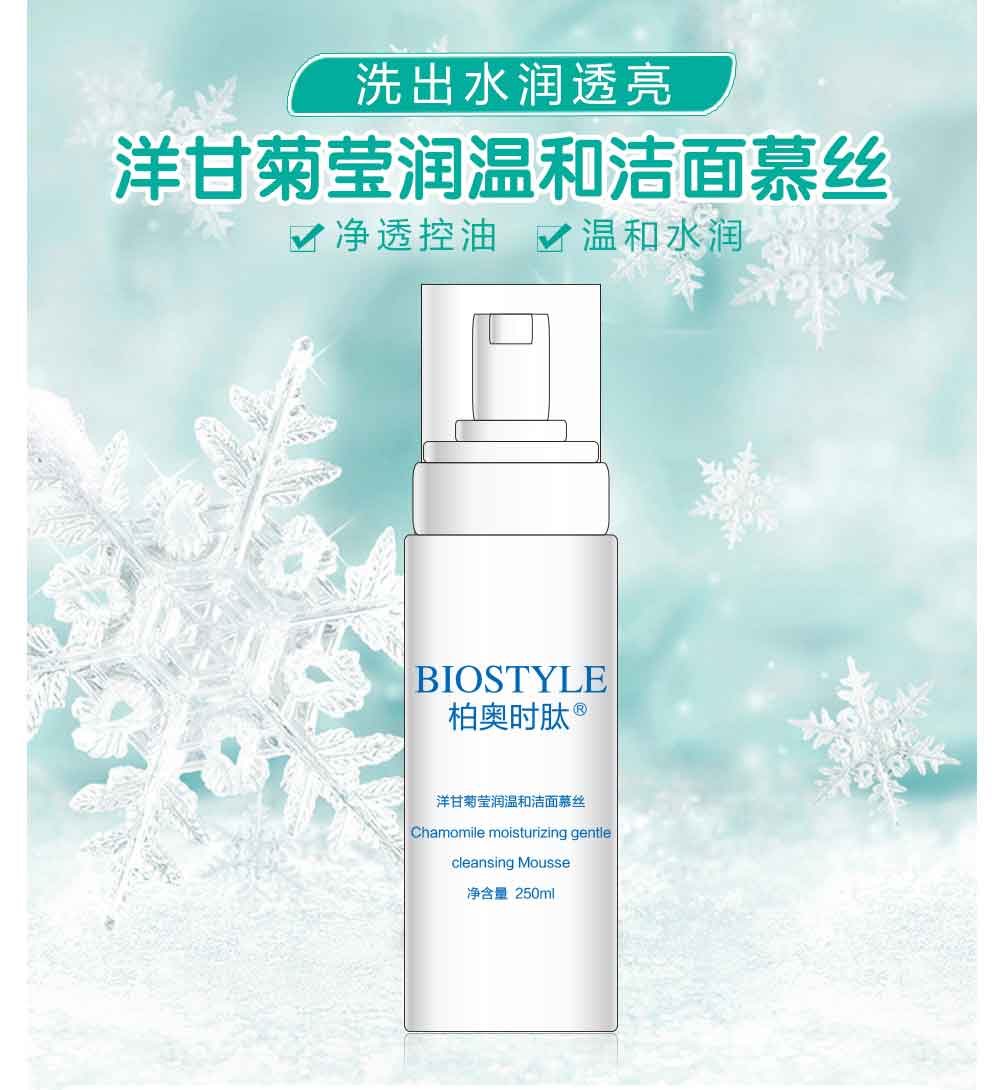 洗出水润透亮
洋甘菊莹润温和洁面慕丝
净透控油 温和水润
BIOSTYLE
柏奥时肽®
洋甘菊莹润温和洁面慕丝
Chamomile moisturizing gentle
cleansing Mousse
净含量 250ml